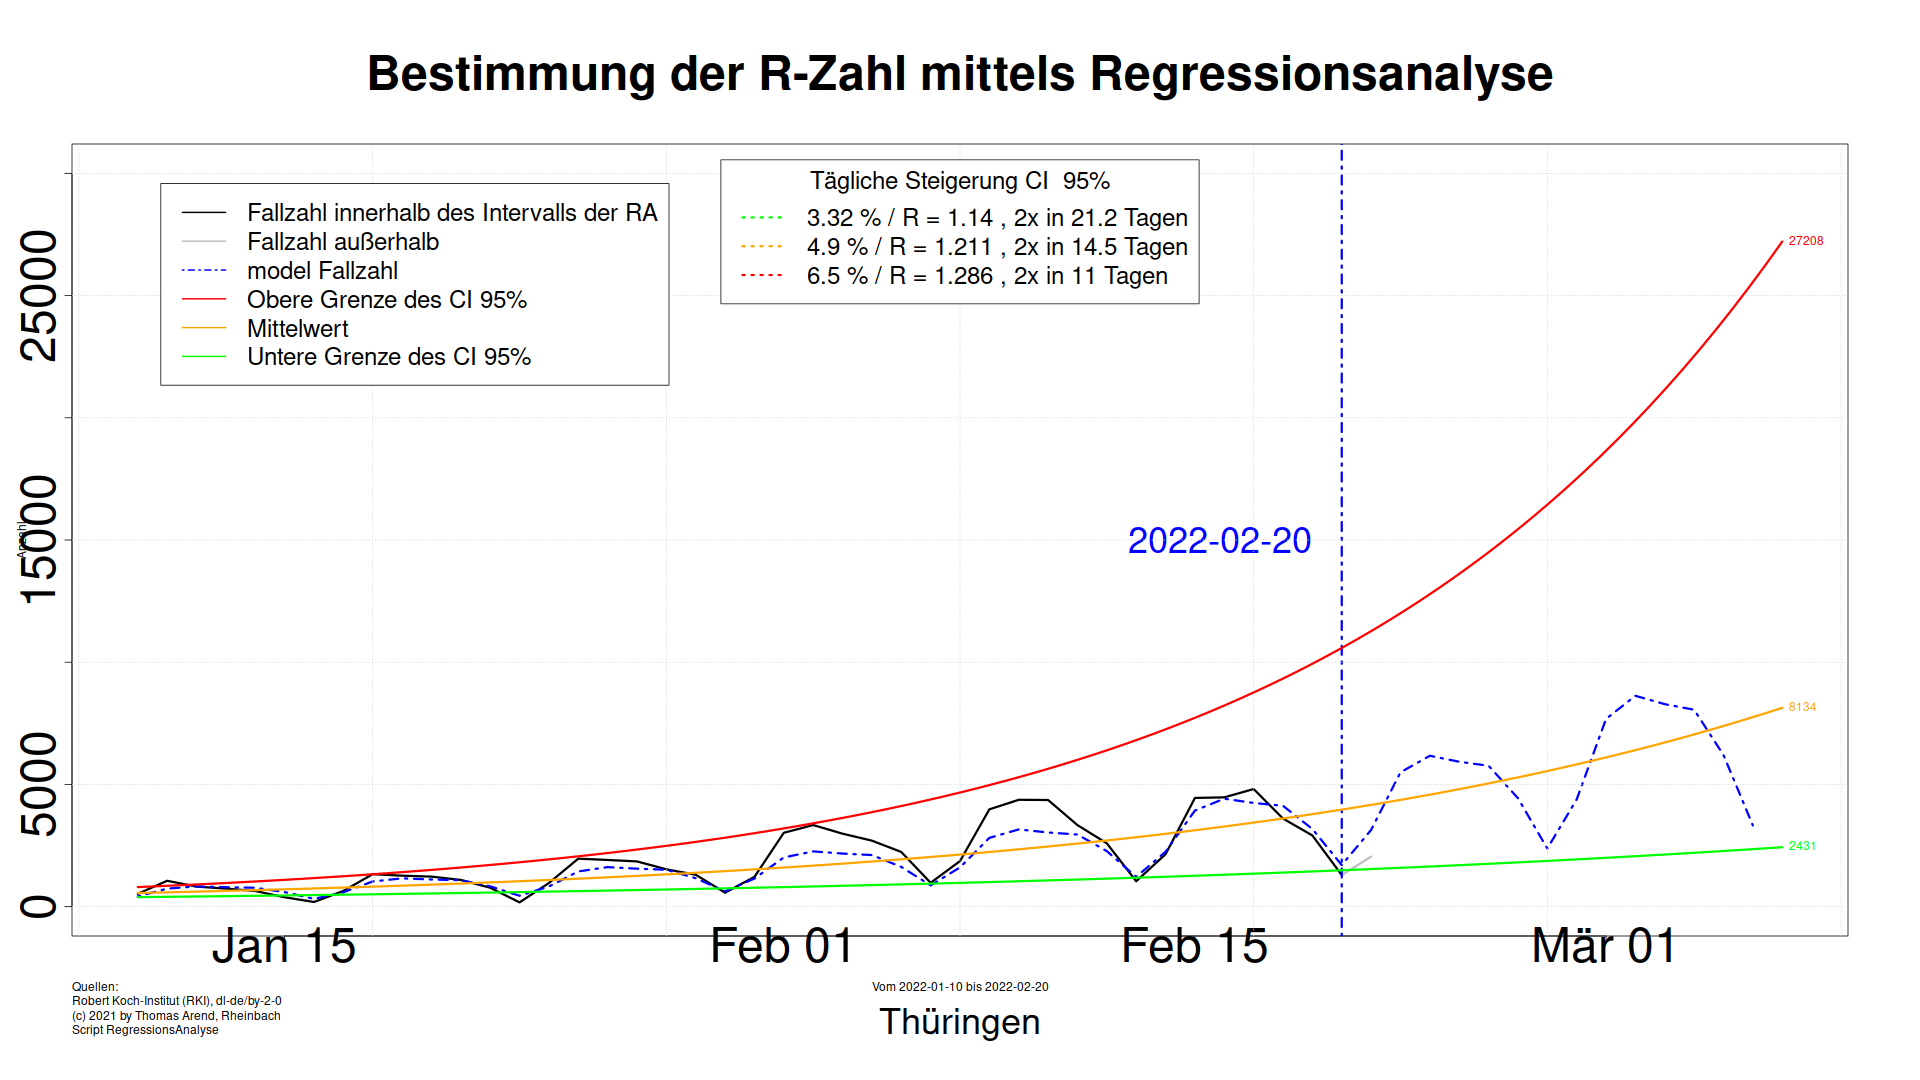 Bestimmung der R-Zahl mittels Regressionsanalyse
Fallzahl innerhalb des Intervalls der RA
Fallzahl außerhalb
model Fallzahl
Obere Grenze des CI 95%
Mittelwert
Untere Grenze des CI 95%
Tägliche Steigerung CI 95%
3.32 % / R = 1.14 , 2x in 21.2 Tagen
4.9 % / R = 1.211 , 2x in 14.5 Tagen
6.5 % / R = 1.286 , 2x in 11 Tagen
27208
8134
2431
2022-02-20
25000
15000
5000
0
Anzahl
Jan 15
Feb 01
Feb 15
Mär 01
Quellen:
Robert Koch-Institut (RKI), dl-de/by-2-0
(c) 2021 by Thomas Arend, Rheinbach
Script RegressionsAnalyse
Vom 2022-01-10 bis 2022-02-20
Thüringen